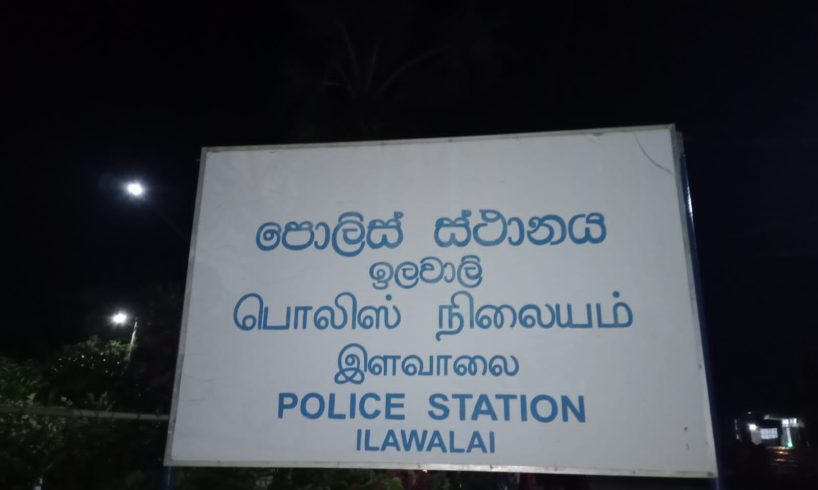 පොලිස් ස්ථානය
ඉලවාලි
பொலிஸ் நிலையம்
இளவாலை
POLICE STATION
ILAWALAI